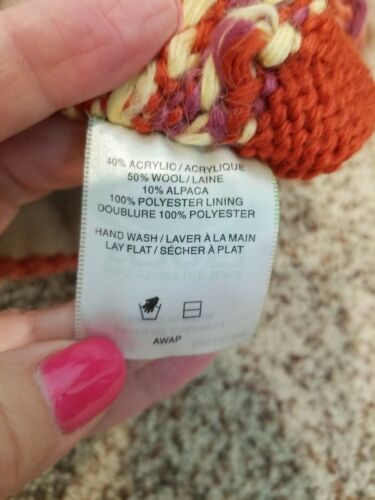 40% ACRYLIC / ACRYLIQUE
50% WOOL / LAINE
10% ALPACA
100% POLYESTER LINING
DOUBLURE 100% POLYESTER
HAND WASH / LAVER À LA MAIN
LAY FLAT / SÉCHER À PLAT
AWAP